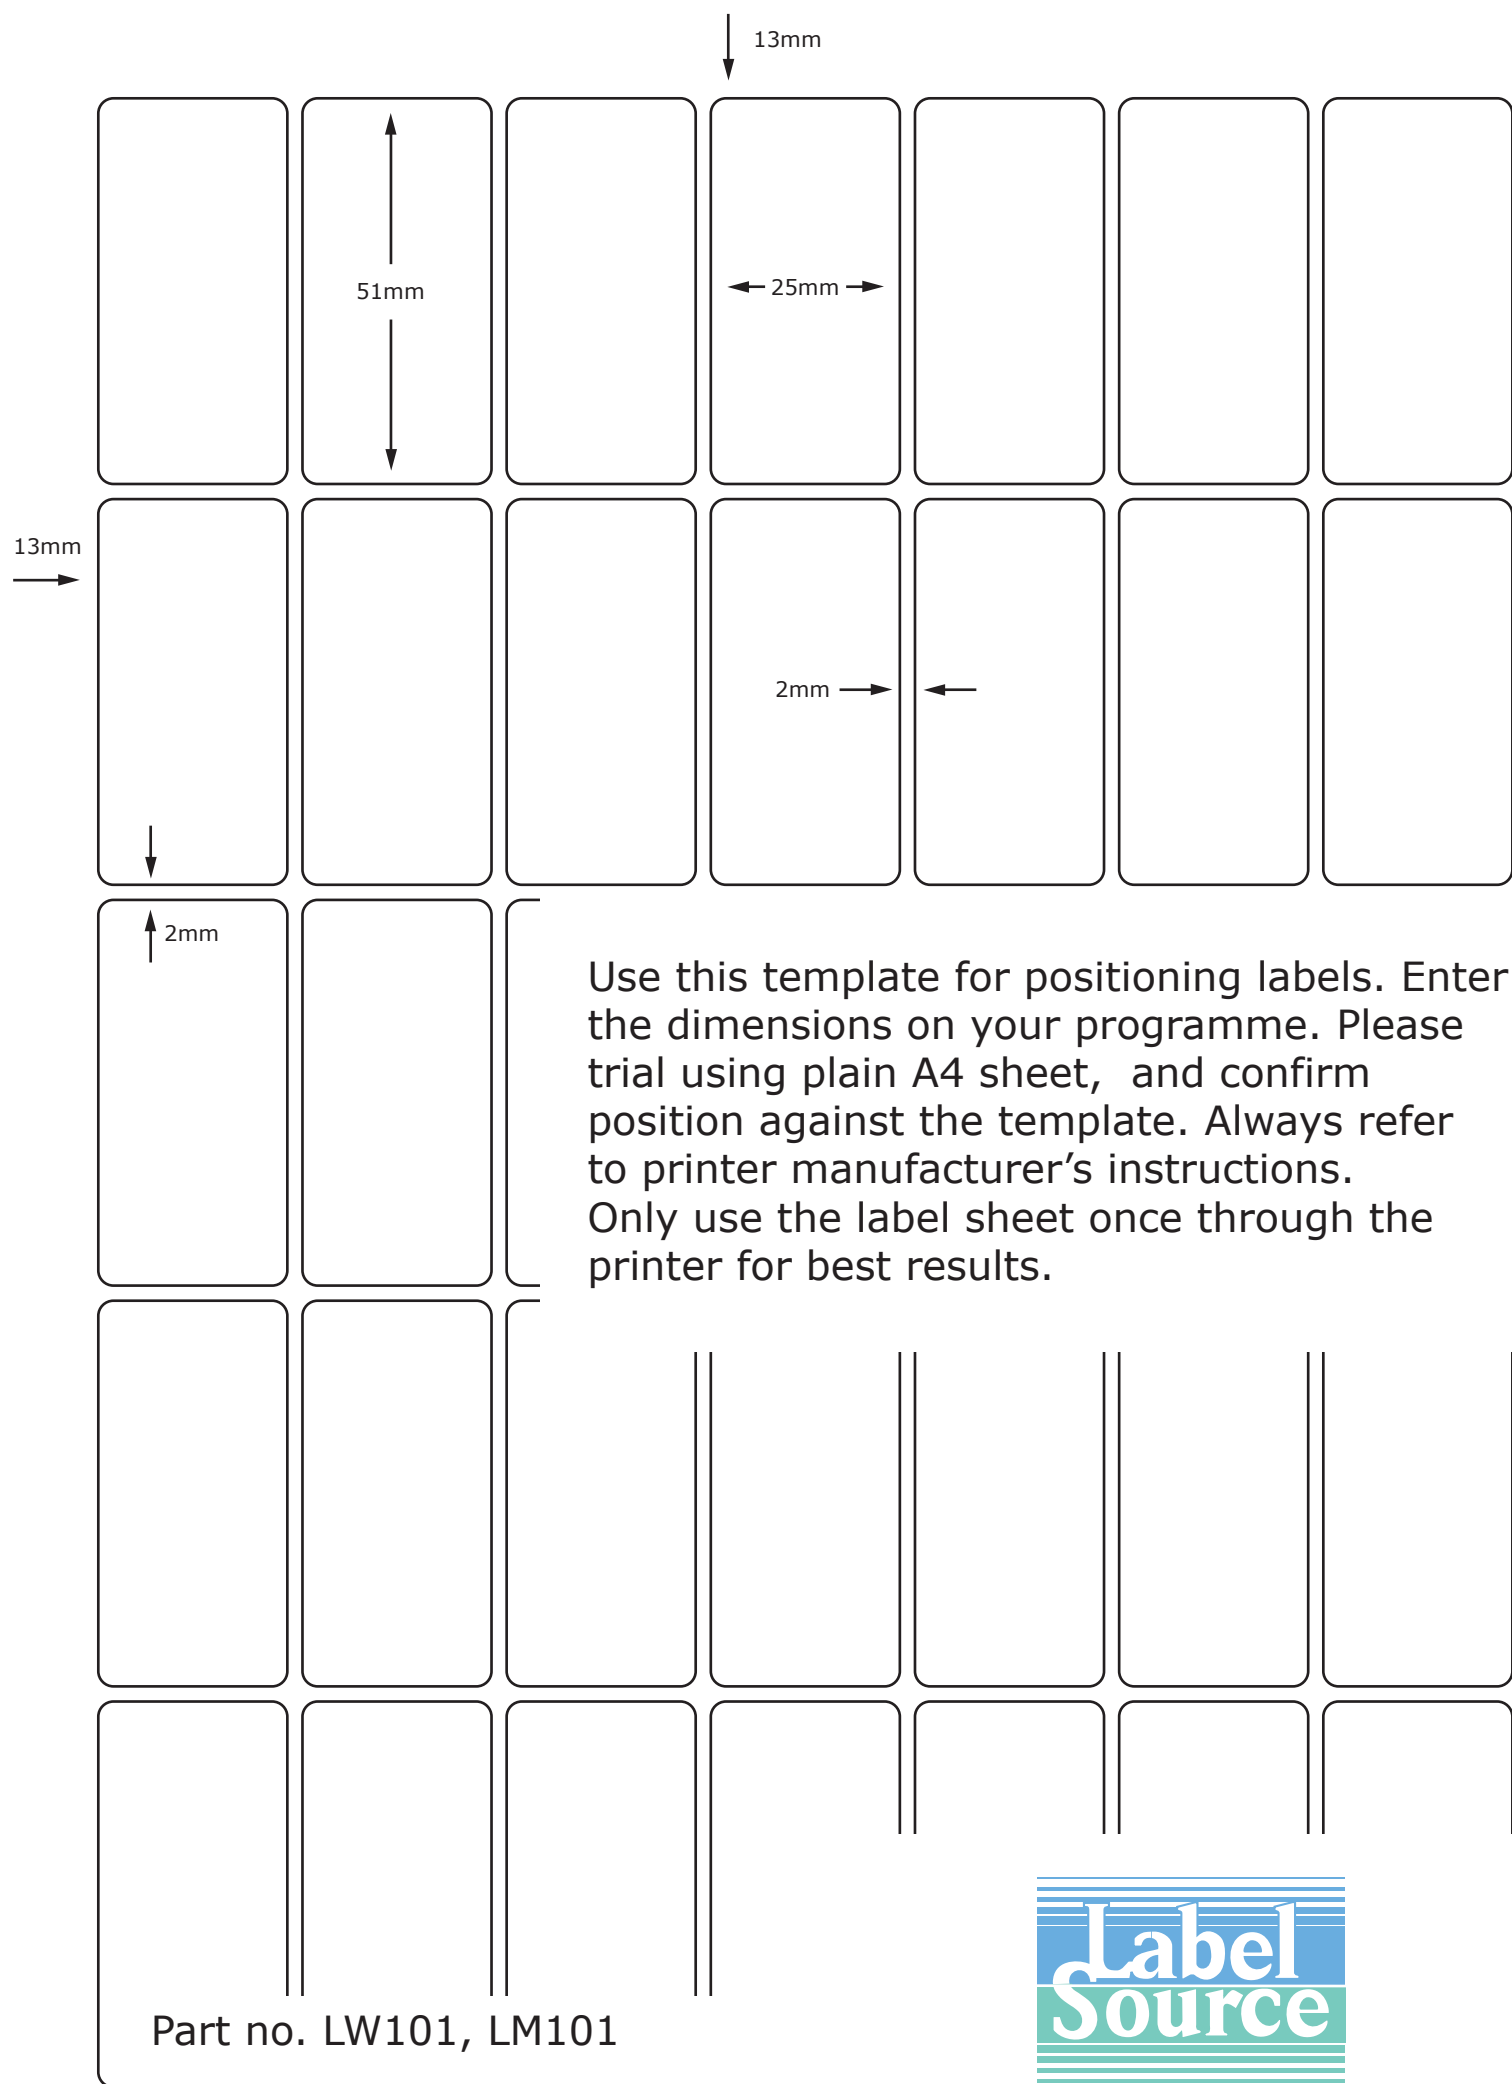 13mm
51mm
25mm
13mm
2mm
2mm
Use this template for positioning labels. Enter
the dimensions on your programme. Please
trial using plain A4 sheet,  and confirm
position against the template. Always refer
to printer manufacturer’s instructions.
Only use the label sheet once through the
printer for best results.
Part no. LW101, LM101
Label
Source